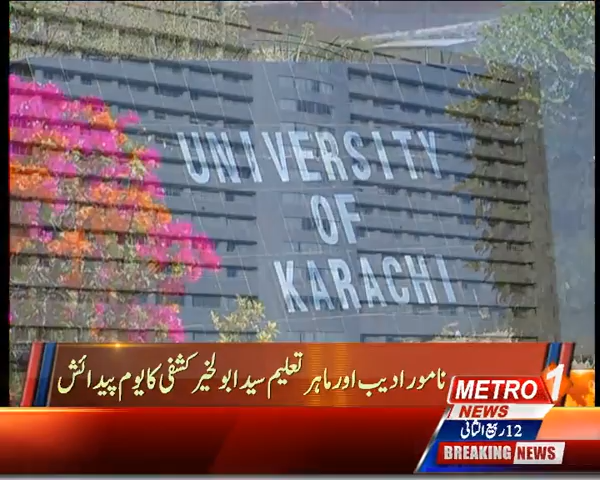 UNIVERSITY
OF
KARACHI
نامور ادیب اور ماہر تعلیم سید ابوالخیر کشفی کا یوم پیدائش
METRO 1
NEWS
12 ربیع الثانی
BREAKING NEWS